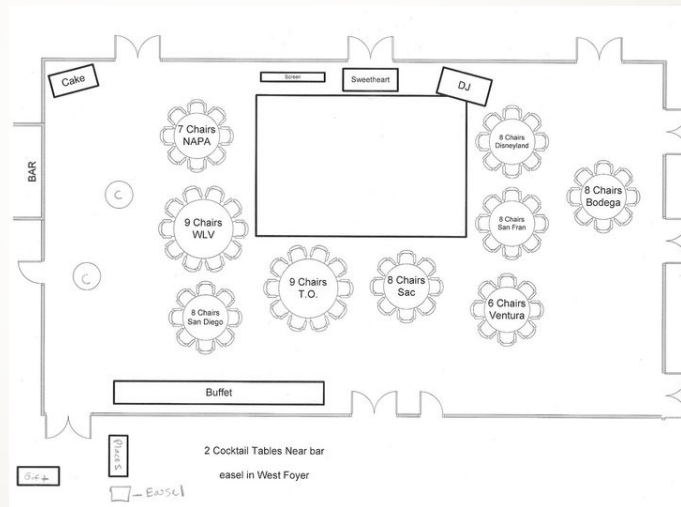 Cake
Screen
Sweetheart
DJ
7 Chairs
NAPA
8 Chairs
Disneyland
BAR
8 Chairs
Bodega
C
9 Chairs
WLV
8 Chairs
San Fran
C
9 Chairs
T.O.
8 Chairs
Sac
8 Chairs
San Diego
6 Chairs
Ventura
Buffet
Places
2 Cocktail Tables Near bar
easel in West Foyer
Gift
- Easel